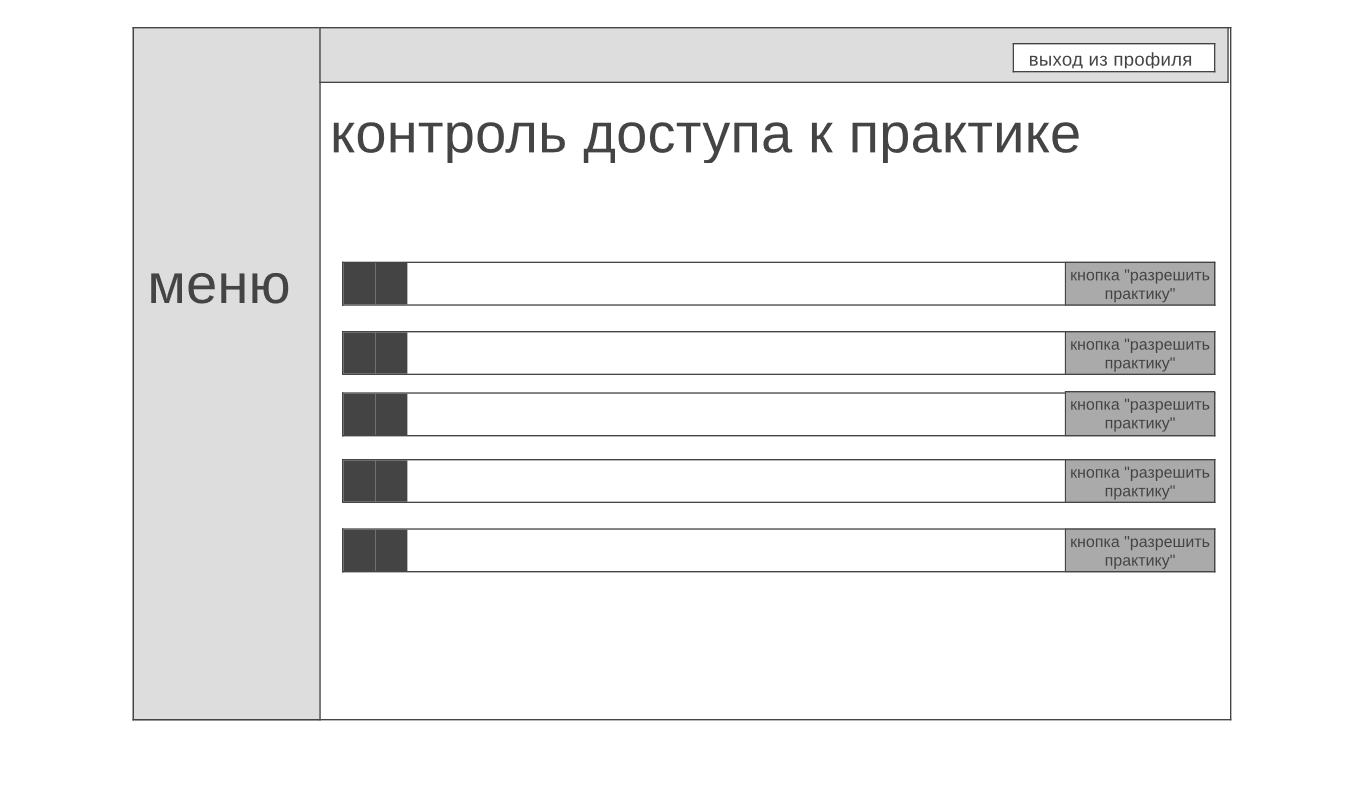 выход из профиля
контроль доступа к практике
меню
кнопка "разрешить
практику"
кнопка "разрешить
практику"
кнопка "разрешить
практику"
кнопка "разрешить
практику"
кнопка "разрешить
практику"